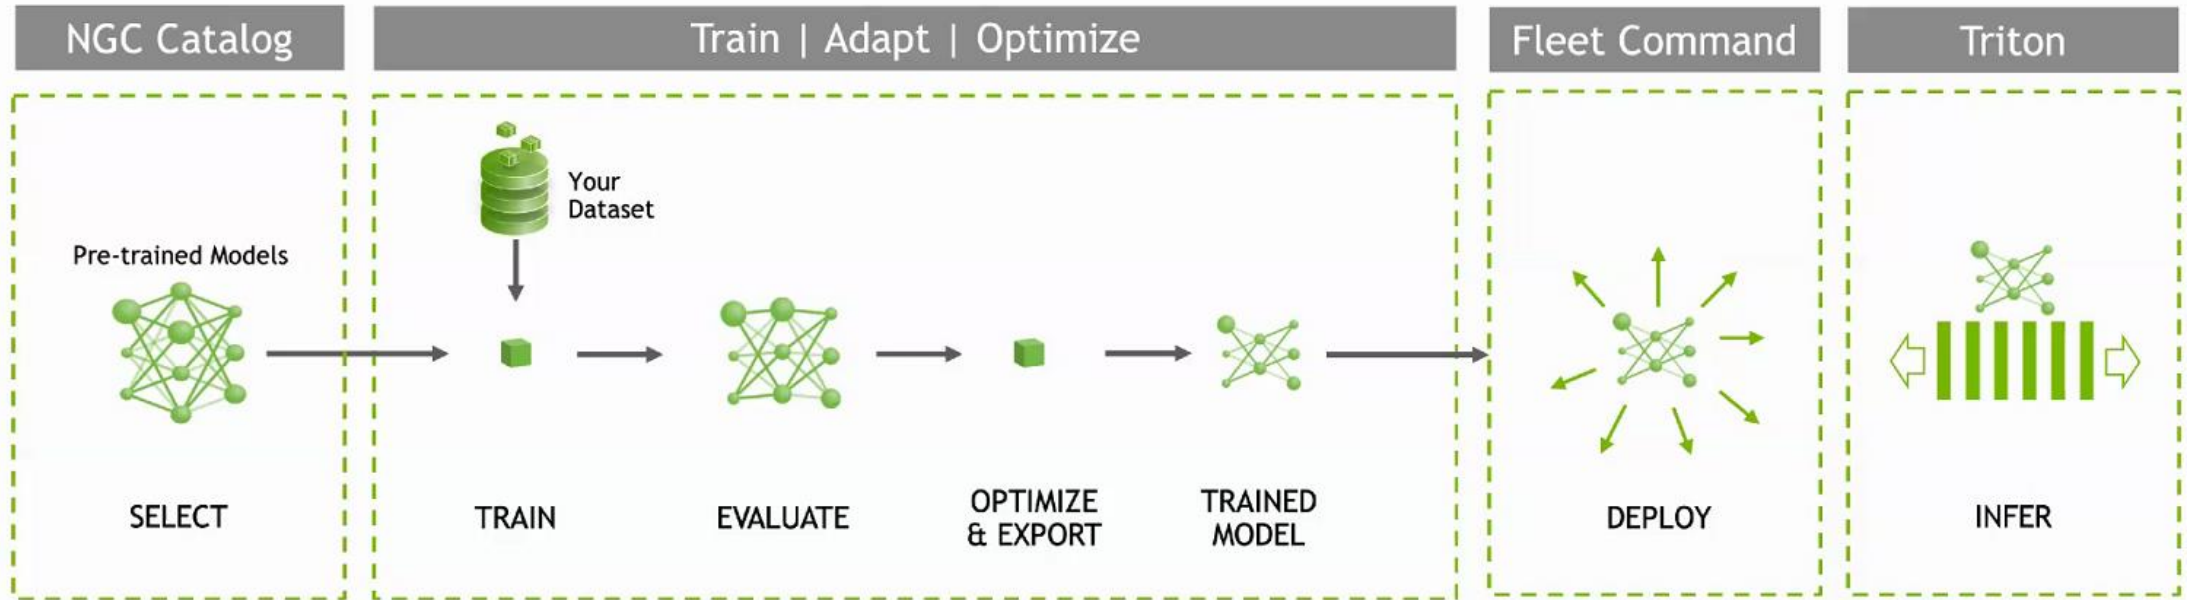 NGC Catalog
Train | Adapt | Optimize
Fleet Command
Triton
Your
Dataset
Pre-trained Models
SELECT
TRAIN
EVALUATE
OPTIMIZE
& EXPORT
TRAINED
MODEL
DEPLOY
INFER